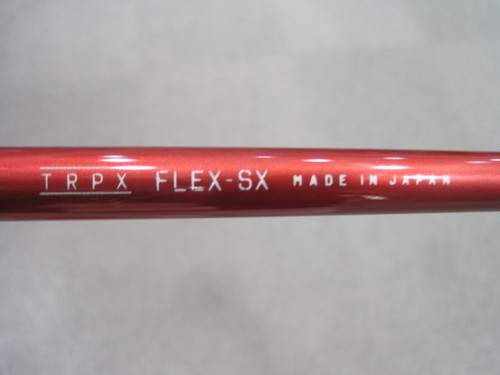 TRPX FLEX-SX MADE IN JAPAN